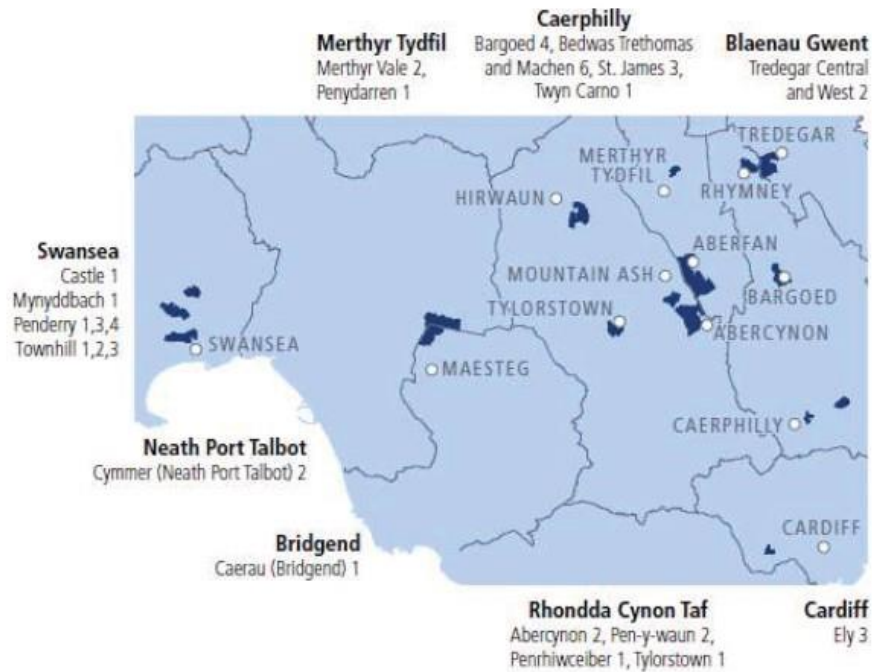 Caerphilly
Merthyr Tydfil
Bargoed 4, Bedwas Trethomas
Blaenau Gwent
Merthyr Vale 2,
and Machen 6, St. James 3,
Tredegar Central
Penydarren 1
Twyn Carno 1
and West 2
TREDEGAR
MERTHYR
TYDFIL
RHYMNEY
HIRWAUN
Swansea
Castle 1
Mynyddbach 1
Penderry 1,3,4
Townhill 1,2,3
ABERFAN
MOUNTAIN ASH
BARGOED
TYLORSTOWN
ABERCYNON
SWANSEA
MAESTEG
CAERPHILLY
Neath Port Talbot
Cymmer (Neath Port Talbot) 2
CARDIFF
Bridgend
Caerau (Bridgend) 1
Rhondda Cynon Taf
Abercynon 2, Pen-y-waun 2,
Penrhiwceiber 1, Tylorstown 1
Cardiff
Ely 3